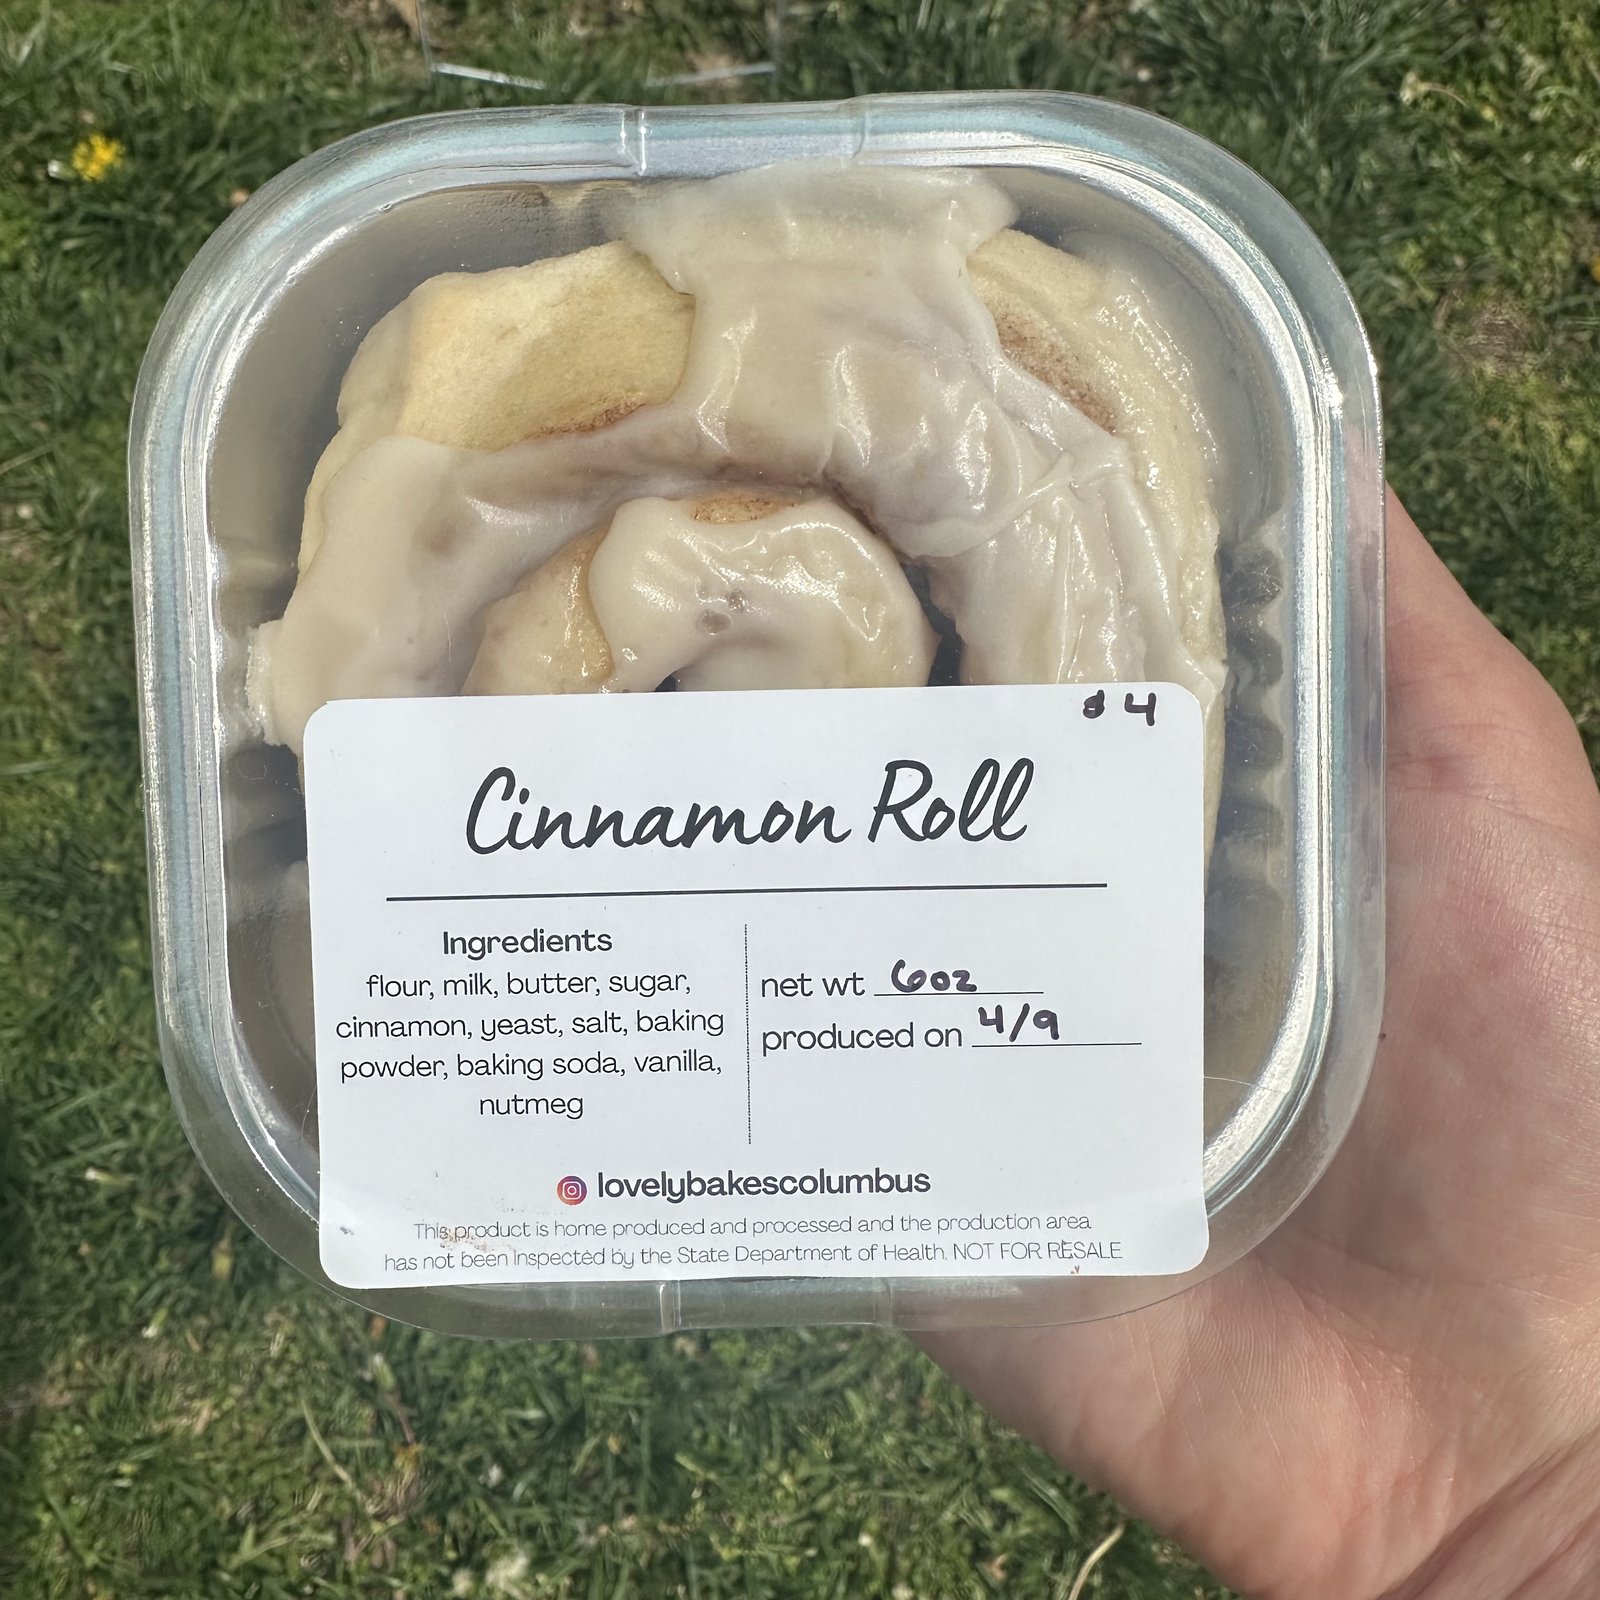 $4
Cinnamon Roll
Ingredients
flour, milk, butter, sugar,
cinnamon, yeast, salt, baking
powder, baking soda, vanilla,
nutmeg
net wt 6oz
produced on 4/9
lovelybakescolumbus
This product is home produced and processed and the production area
has not been inspected by the State Department of Health. NOT FOR RESALE